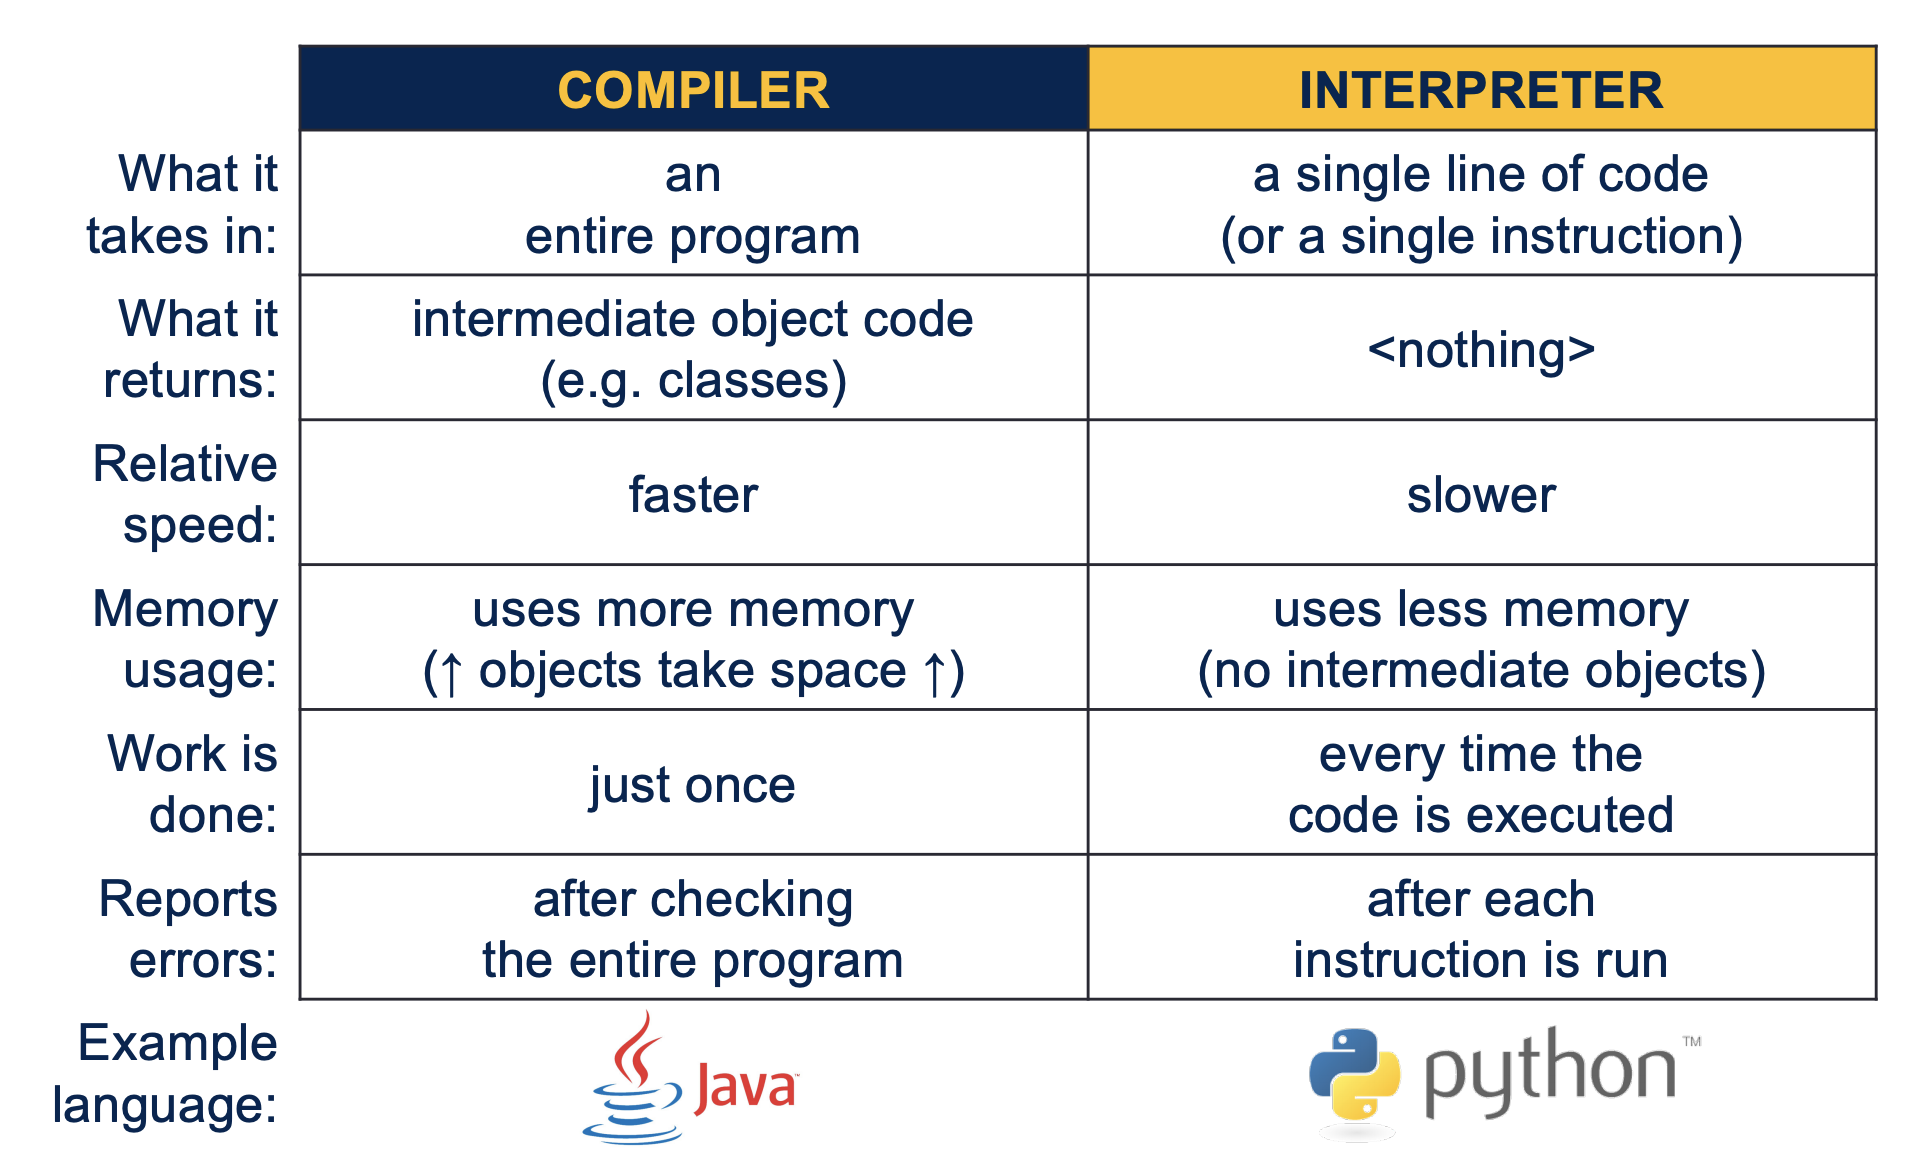 COMPILER
INTERPRETER
What it
takes in:
an
entire program
a single line of code
(or a single instruction)
What it
returns:
intermediate object code
(e.g. classes)
<nothing>
Relative
speed:
faster
slower
Memory
usage:
uses more memory
(↑ objects take space ↑)
uses less memory
(no intermediate objects)
Work is
done:
just once
every time the
code is executed
Reports
errors:
after checking
the entire program
after each
instruction is run
Example
language:
Java™
python™